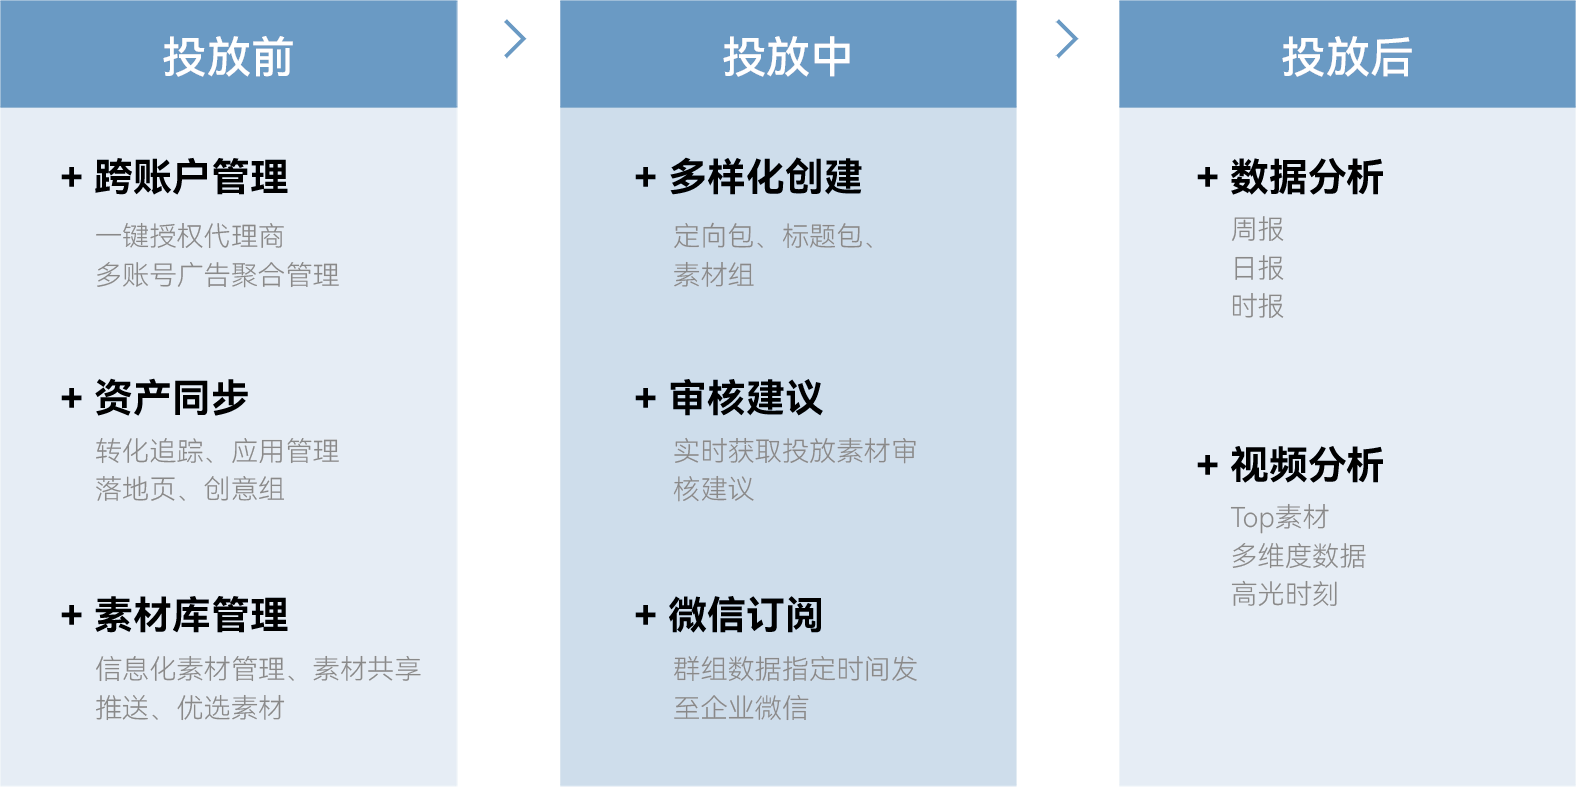 投放前
+ 跨账户管理
一键授权代理商
多账号广告聚合管理
+ 资产同步
转化追踪、应用管理
落地页、创意组
+ 素材库管理
信息化素材管理、素材共享
推送、优选素材
投放中
+ 多样化创建
定向包、标题包、
素材组
+ 审核建议
实时获取投放素材审
核建议
+ 微信订阅
群组数据指定时间发
至企业微信
投放后
+ 数据分析
周报
日报
时报
+ 视频分析
Top素材
多维度数据
高光时刻